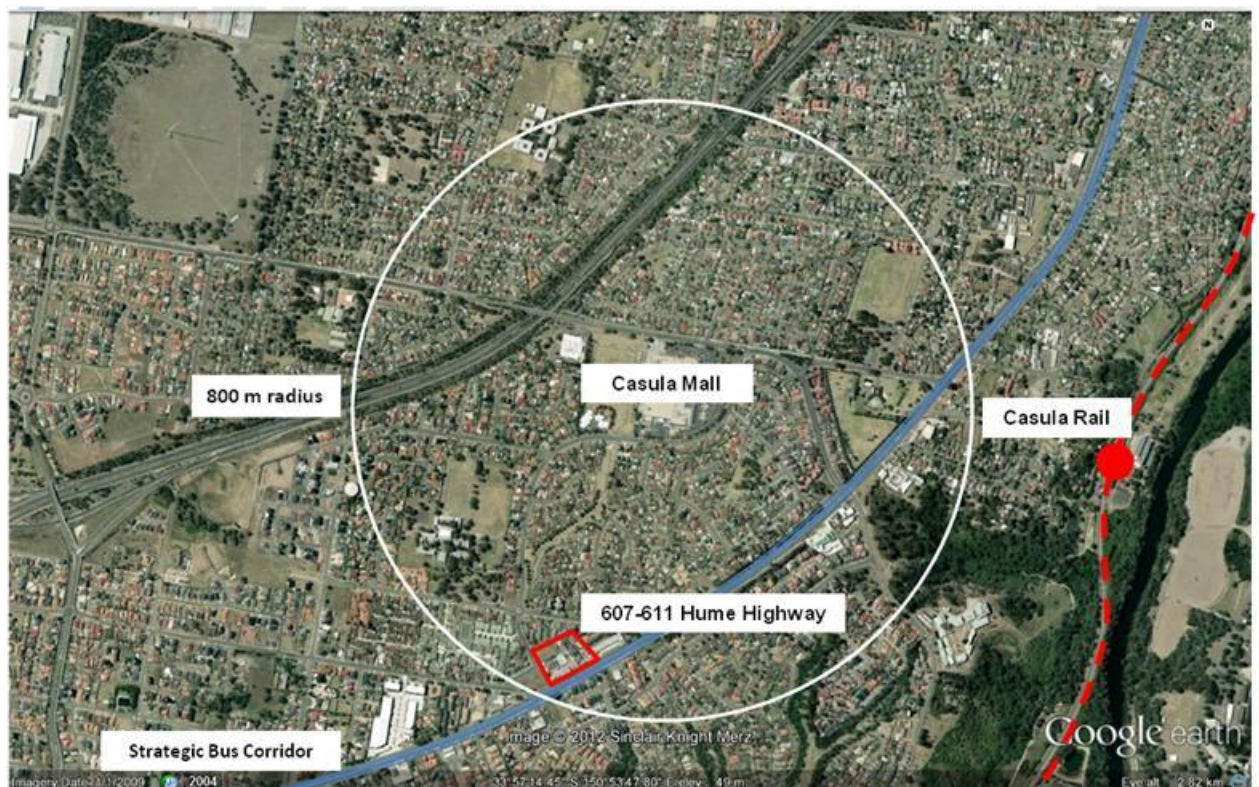 N
800 m radius
Casula Mall
Casula Rail
607-611 Hume Highway
Strategic Bus Corridor
Image © 2012 Sinclair Knight Merz
Google earth
Imagery Date: 1/1/2009
2004
33°57'14.45" S 150°53'47.80" E elev 49 m
Eye alt 2.82 km